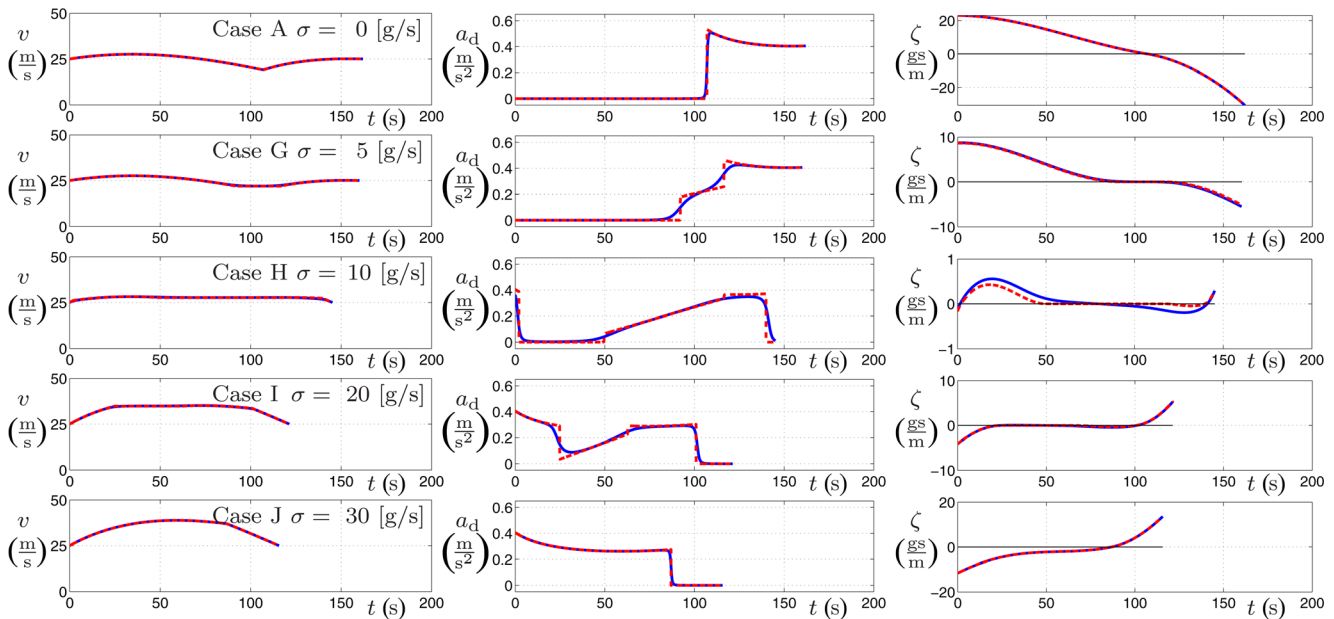 v (m/s)
50
25
0
Case A σ = 0 [g/s]
0 50 100 150 200
t (s)
a_d (m/s²)
0.6
0.4
0.2
0
0 50 100 150 200
t (s)
ζ (gs/m)
20
0
−20
0 50 100 150 200
t (s)
v (m/s)
50
25
0
Case G σ = 5 [g/s]
0 50 100 150 200
t (s)
a_d (m/s²)
0.6
0.4
0.2
0
0 50 100 150 200
t (s)
ζ (gs/m)
10
0
−10
0 50 100 150 200
t (s)
v (m/s)
50
25
0
Case H σ = 10 [g/s]
0 50 100 150 200
t (s)
a_d (m/s²)
0.6
0.4
0.2
0
0 50 100 150 200
t (s)
ζ (gs/m)
1
0
−1
0 50 100 150 200
t (s)
v (m/s)
50
25
0
Case I σ = 20 [g/s]
0 50 100 150 200
t (s)
a_d (m/s²)
0.6
0.4
0.2
0
0 50 100 150 200
t (s)
ζ (gs/m)
10
0
−10
0 50 100 150 200
t (s)
v (m/s)
50
25
0
Case J σ = 30 [g/s]
0 50 100 150 200
t (s)
a_d (m/s²)
0.6
0.4
0.2
0
0 50 100 150 200
t (s)
ζ (gs/m)
20
0
−20
0 50 100 150 200
t (s)